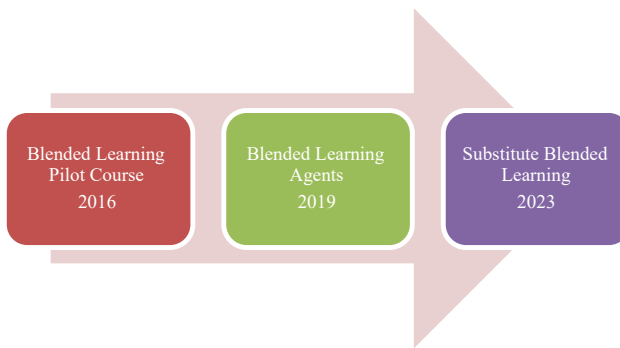 Blended Learning
Pilot Course
2016
Blended Learning
Agents
2019
Substitute Blended
Learning
2023